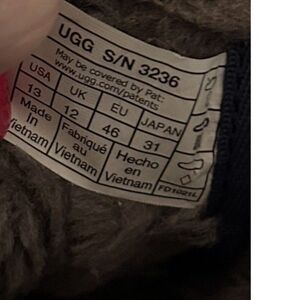 UGG S/N 3236
May be covered by Pat:
www.ugg.com/patents
USA UK EU JAPAN
13 12 46 31
Made in Vietnam
Fabriqué au Vietnam
Hecho en Vietnam
FD1021L